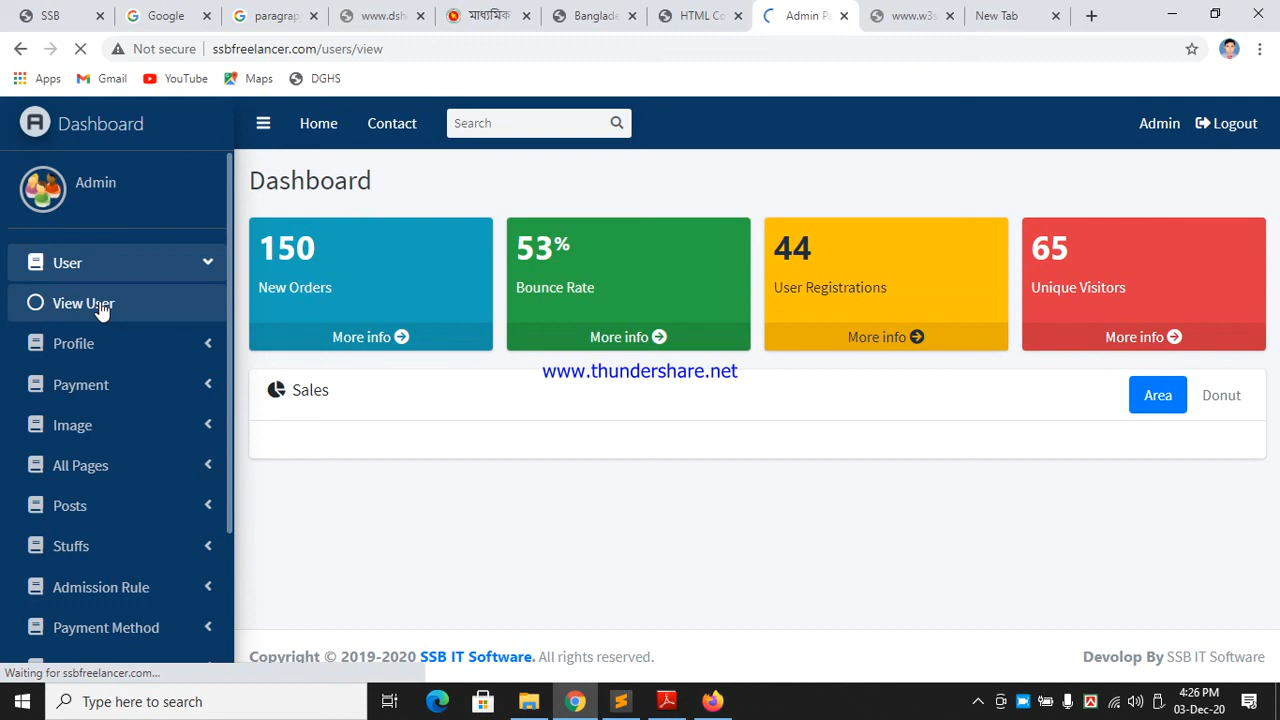 SSB
Google
paragrap
www.dsh
মাধ্যমিক
Banglade
HTML Co
Admin Pa
www.w3s
New Tab
Not secure
ssbfreelancer.com/users/view
Apps
Gmail
YouTube
Maps
DGHS
A Dashboard
Home
Contact
Search
Admin
Logout
Admin
User
View User
Profile
Payment
Image
All Pages
Posts
Stuffs
Admission Rule
Payment Method
Dashboard
150
New Orders
More info
53%
Bounce Rate
More info
44
User Registrations
More info
65
Unique Visitors
More info
www.thundershare.net
Sales
Area
Donut
Copyright © 2019-2020 SSB IT Software. All rights reserved.
Devolop By SSB IT Software
Waiting for ssbfreelancer.com...
Type here to search
4:26 PM
03-Dec-20